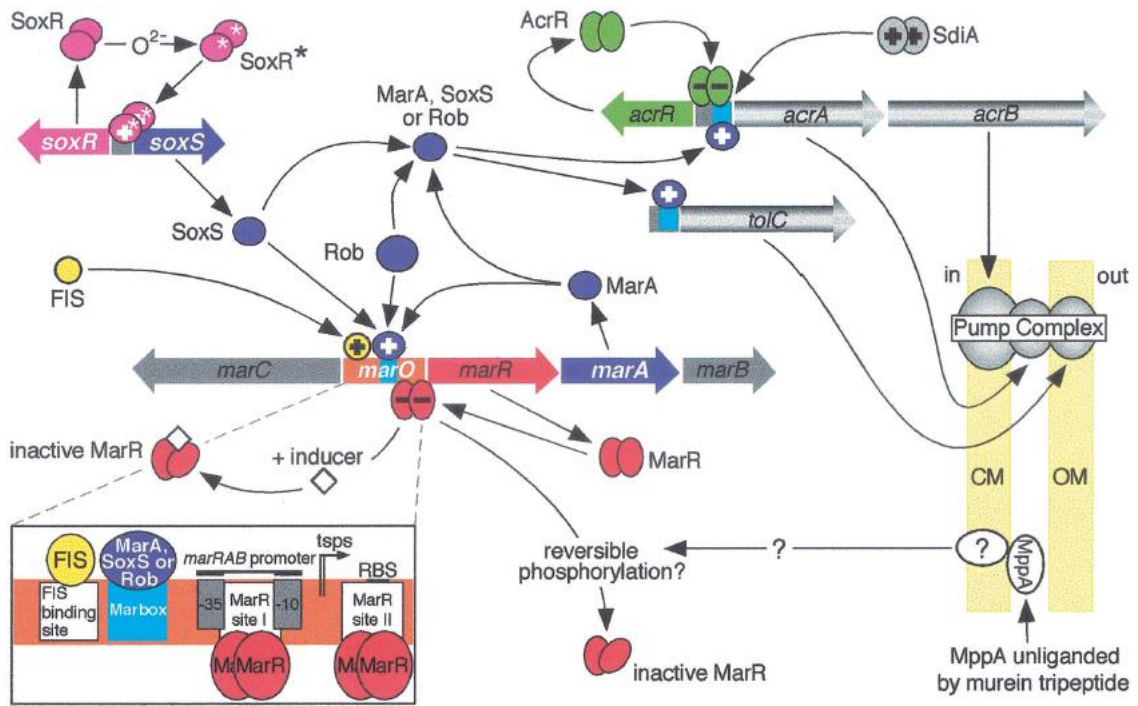 SoxR
O²⁻
SoxR*
soxR
soxS
AcrR
SdiA
MarA, SoxS
or Rob
acrR
acrA
acrB
tolC
SoxS
Rob
MarA
FIS
in
out
Pump Complex
marC
marO
marR
marA
marB
inactive MarR
+ inducer
MarR
CM
OM
reversible
phosphorylation?
?
?
MppA
inactive MarR
MppA unliganded
by murein tripeptide
FIS
MarA,
SoxS or
Rob
marRAB promoter
tsps
RBS
FIS
binding
site
Marbox
-35
MarR
site I
-10
MarR
site II
Ma
MarR
M
MarR